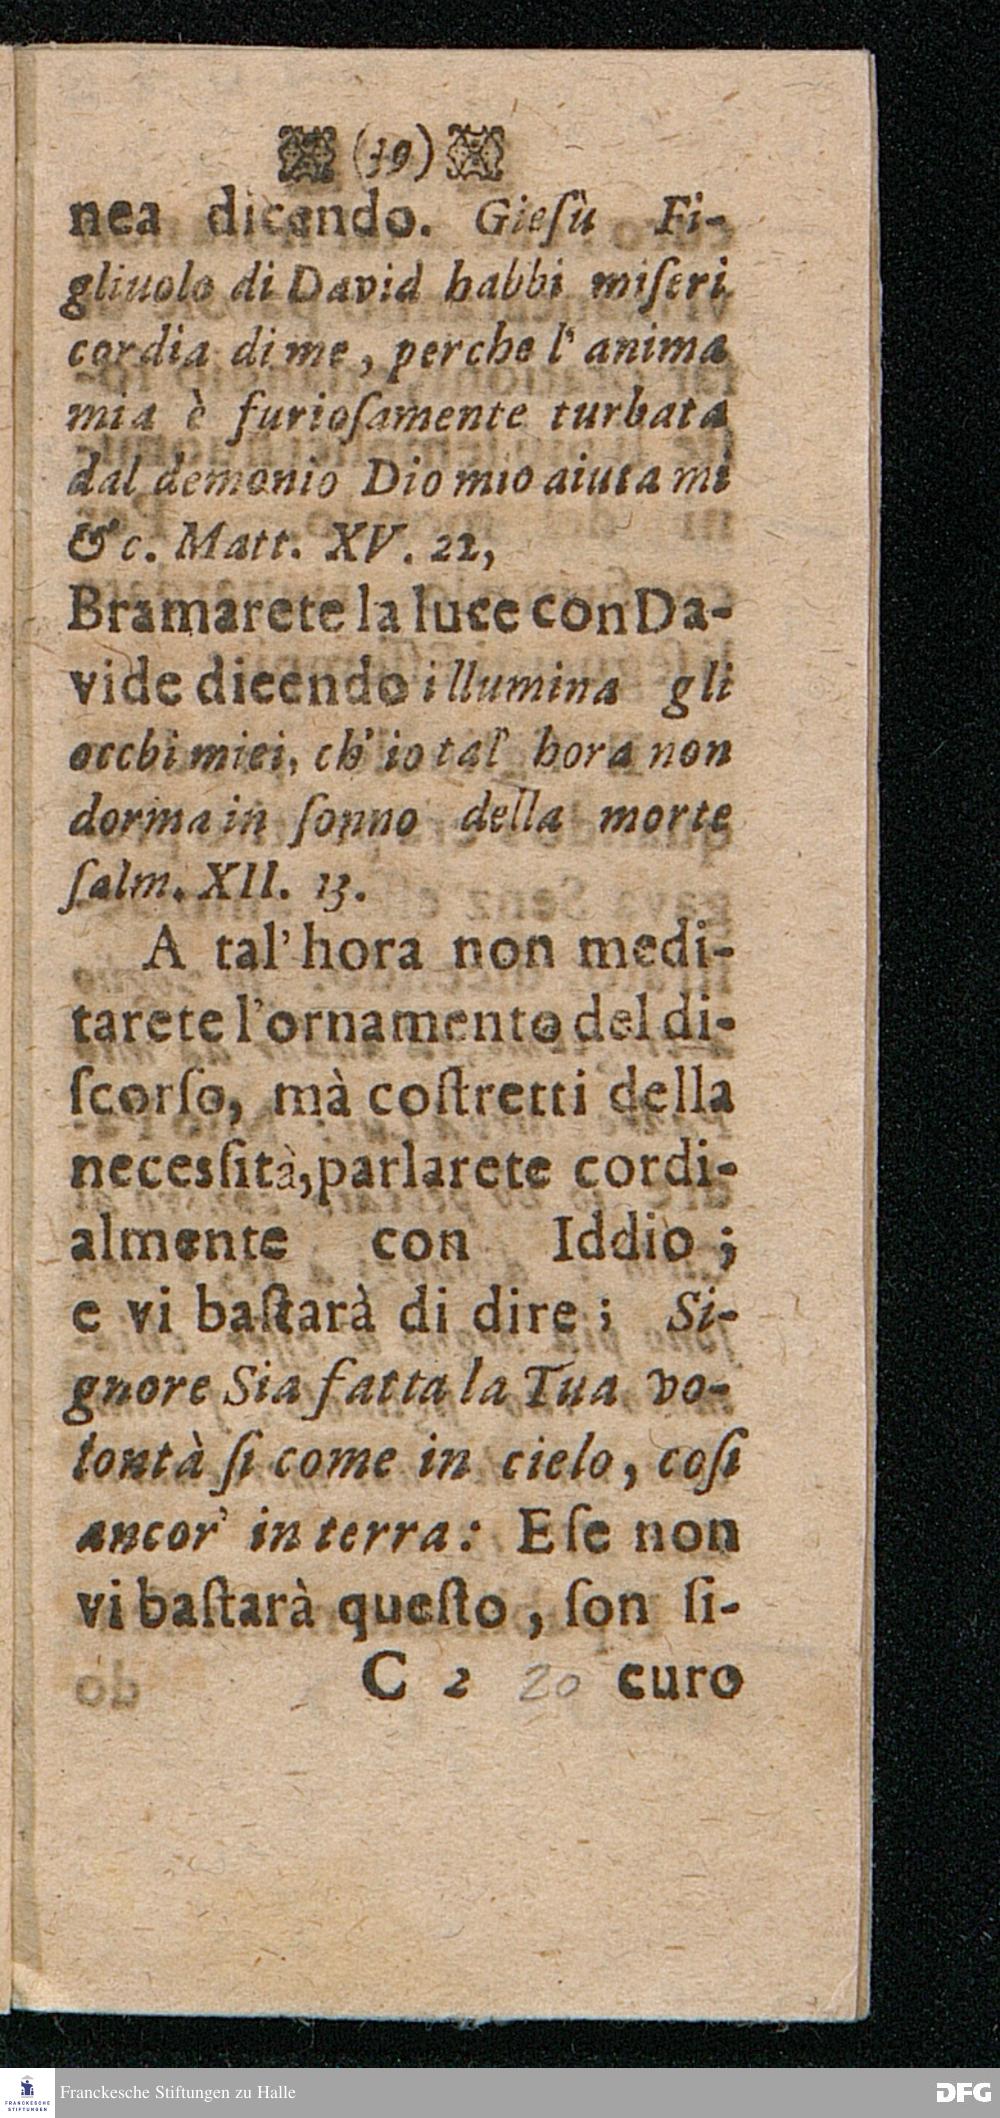 (19)
nea dicendo. Gieſù Fi-
gliuolo di David habbi miſeri
cordia di me, perche l' anima
mia è furioſamente turbata
dal demonio Dio mio aiuta mi
&c. Matt. XV. 22,
Bramarete la luce con Da-
vide dicendo illumina gli
occhi miei, ch' io tal' hora non
dorma in ſonno della morte
ſalm. XII. 13.
A tal' hora non medi-
tarete l'ornamento del di-
ſcorſo, mà coſtretti della
necesſità, parlarete cordi-
almente con Iddio ;
e vi baſtarà di dire ; Si-
gnore Sia fatta la Tua vo-
lontà ſi come in cielo, coſi
ancor' in terra : E ſe non
vi baſtarà queſto, ſon ſi-
C 2 20 curo
Franckesche Stiftungen zu Halle
FRANCKESCHE STIFTUNGEN
DFG